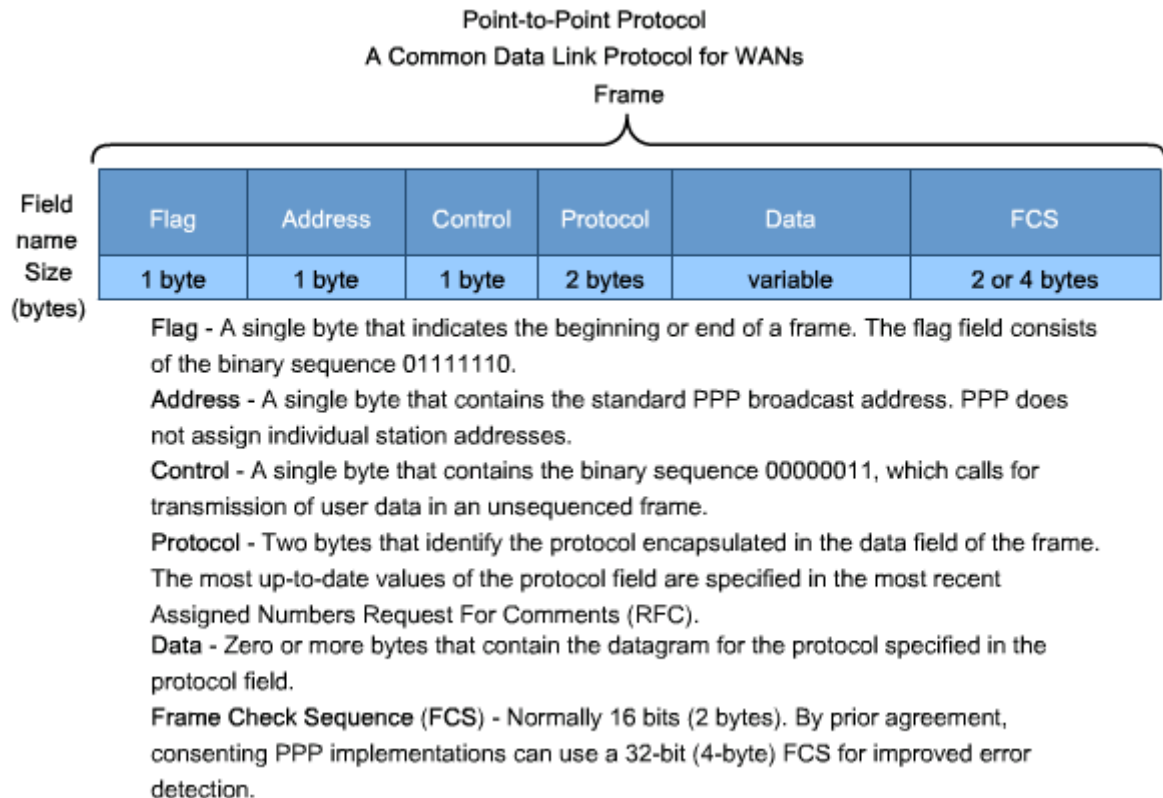 Point-to-Point Protocol
A Common Data Link Protocol for WANs
Frame
Field name
Flag Address Control Protocol Data FCS
Size (bytes)
1 byte 1 byte 1 byte 2 bytes variable 2 or 4 bytes
Flag - A single byte that indicates the beginning or end of a frame. The flag field consists
of the binary sequence 01111110.
Address - A single byte that contains the standard PPP broadcast address. PPP does
not assign individual station addresses.
Control - A single byte that contains the binary sequence 00000011, which calls for
transmission of user data in an unsequenced frame.
Protocol - Two bytes that identify the protocol encapsulated in the data field of the frame.
The most up-to-date values of the protocol field are specified in the most recent
Assigned Numbers Request For Comments (RFC).
Data - Zero or more bytes that contain the datagram for the protocol specified in the
protocol field.
Frame Check Sequence (FCS) - Normally 16 bits (2 bytes). By prior agreement,
consenting PPP implementations can use a 32-bit (4-byte) FCS for improved error
detection.